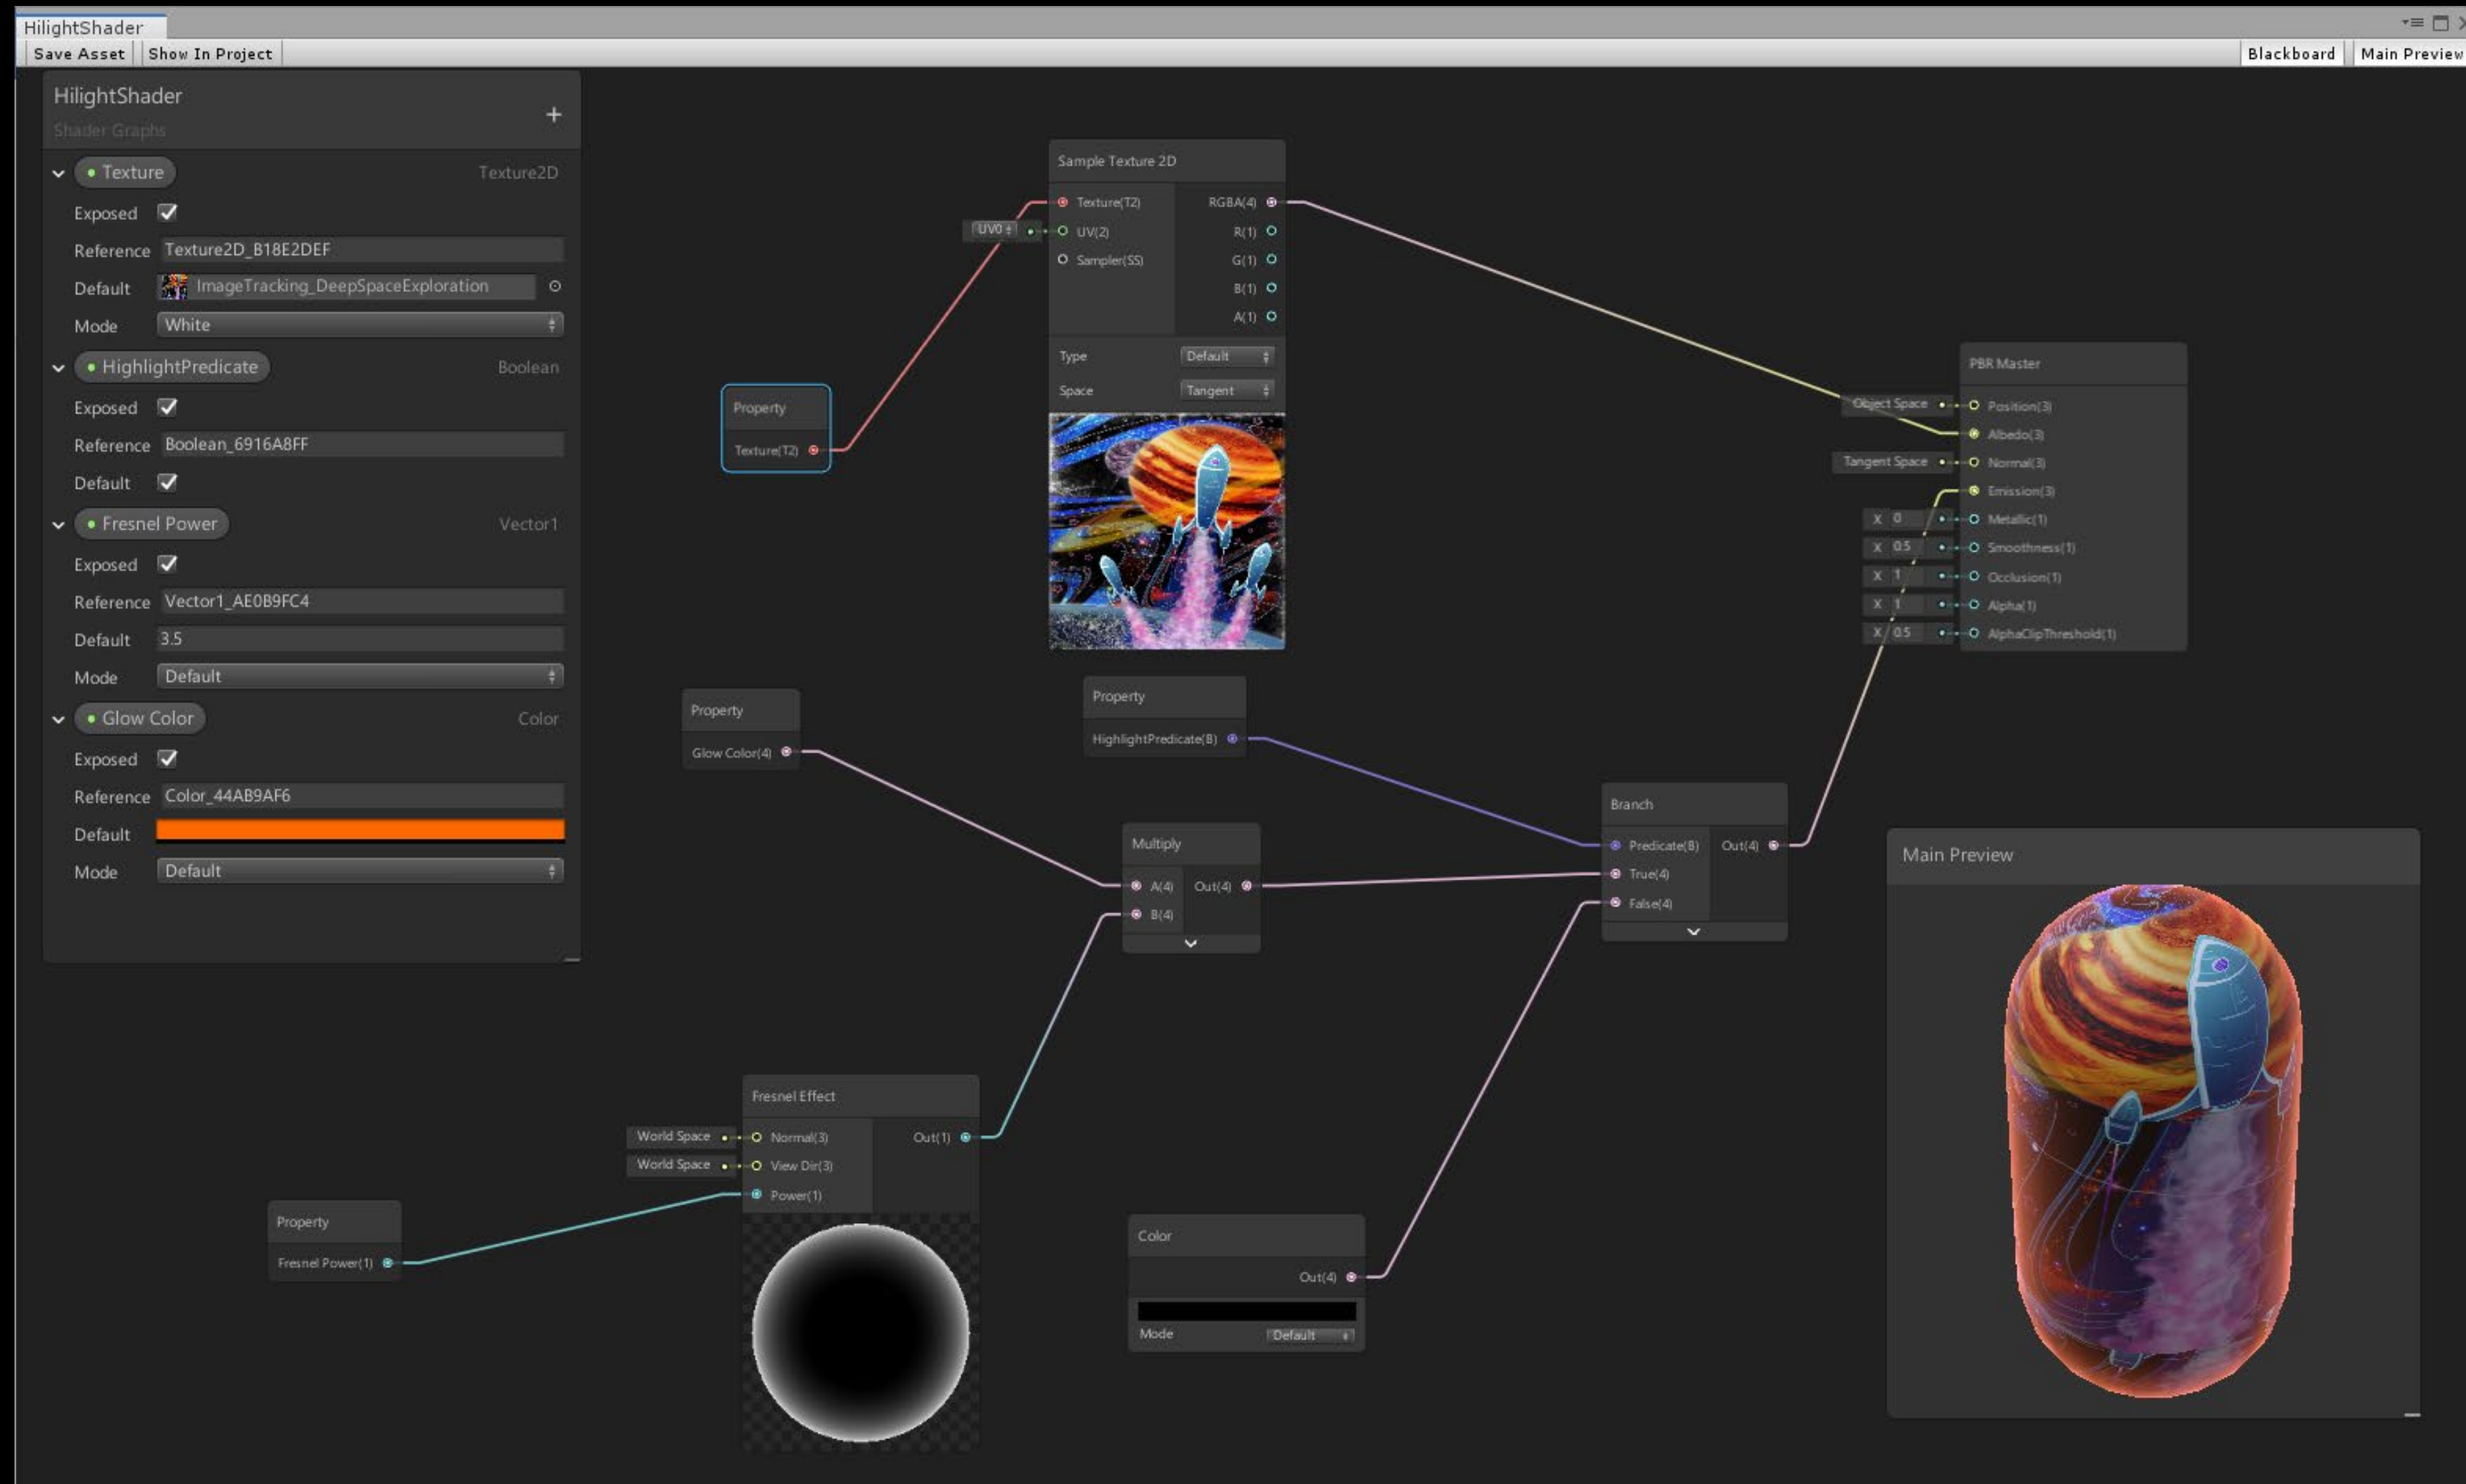 HilightShader
Save Asset Show In Project Blackboard Main Preview
HilightShader
Shader Graphs
+
Texture Texture2D
Exposed
Reference Texture2D_B18E2DEF
Default ImageTracking_DeepSpaceExploration
Mode White
HighlightPredicate Boolean
Exposed
Reference Boolean_6916A8FF
Default
Fresnel Power Vector1
Exposed
Reference Vector1_AE0B9FC4
Default 3.5
Mode Default
Glow Color Color
Exposed
Reference Color_44AB9AF6
Default
Mode Default
Property
Texture(T2)
Sample Texture 2D
Texture(T2) RGBA(4)
UV0 UV(2) R(1)
Sampler(SS) G(1)
B(1)
A(1)
Type Default
Space Tangent
PBR Master
Object Space Position(3)
Albedo(3)
Tangent Space Normal(3)
Emission(3)
X 0 Metallic(1)
X 0.5 Smoothness(1)
X 1 Occlusion(1)
X 1 Alpha(1)
X 0.5 AlphaClipThreshold(1)
Property
Glow Color(4)
Property
HighlightPredicate(B)
Multiply
A(4) Out(4)
B(4)
Branch
Predicate(B) Out(4)
True(4)
False(4)
Main Preview
Fresnel Effect
World Space Normal(3) Out(1)
World Space View Dir(3)
Power(1)
Property
Fresnel Power(1)
Color
Out(4)
Mode Default